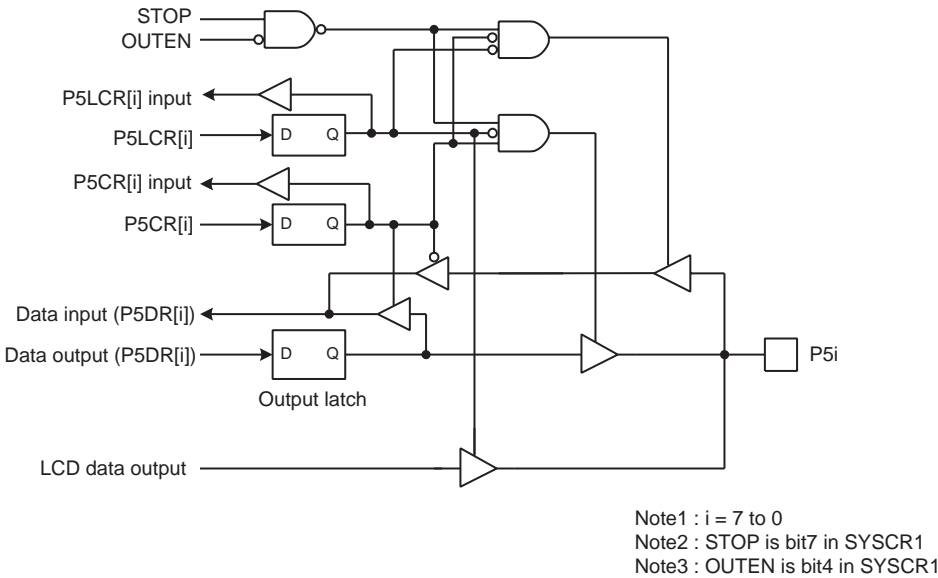 STOP
OUTEN
P5LCR[i] input
P5LCR[i]
D Q
P5CR[i] input
P5CR[i]
D Q
Data input (P5DR[i])
Data output (P5DR[i])
D Q
P5i
Output latch
LCD data output
Note1 : i = 7 to 0
Note2 : STOP is bit7 in SYSCR1
Note3 : OUTEN is bit4 in SYSCR1